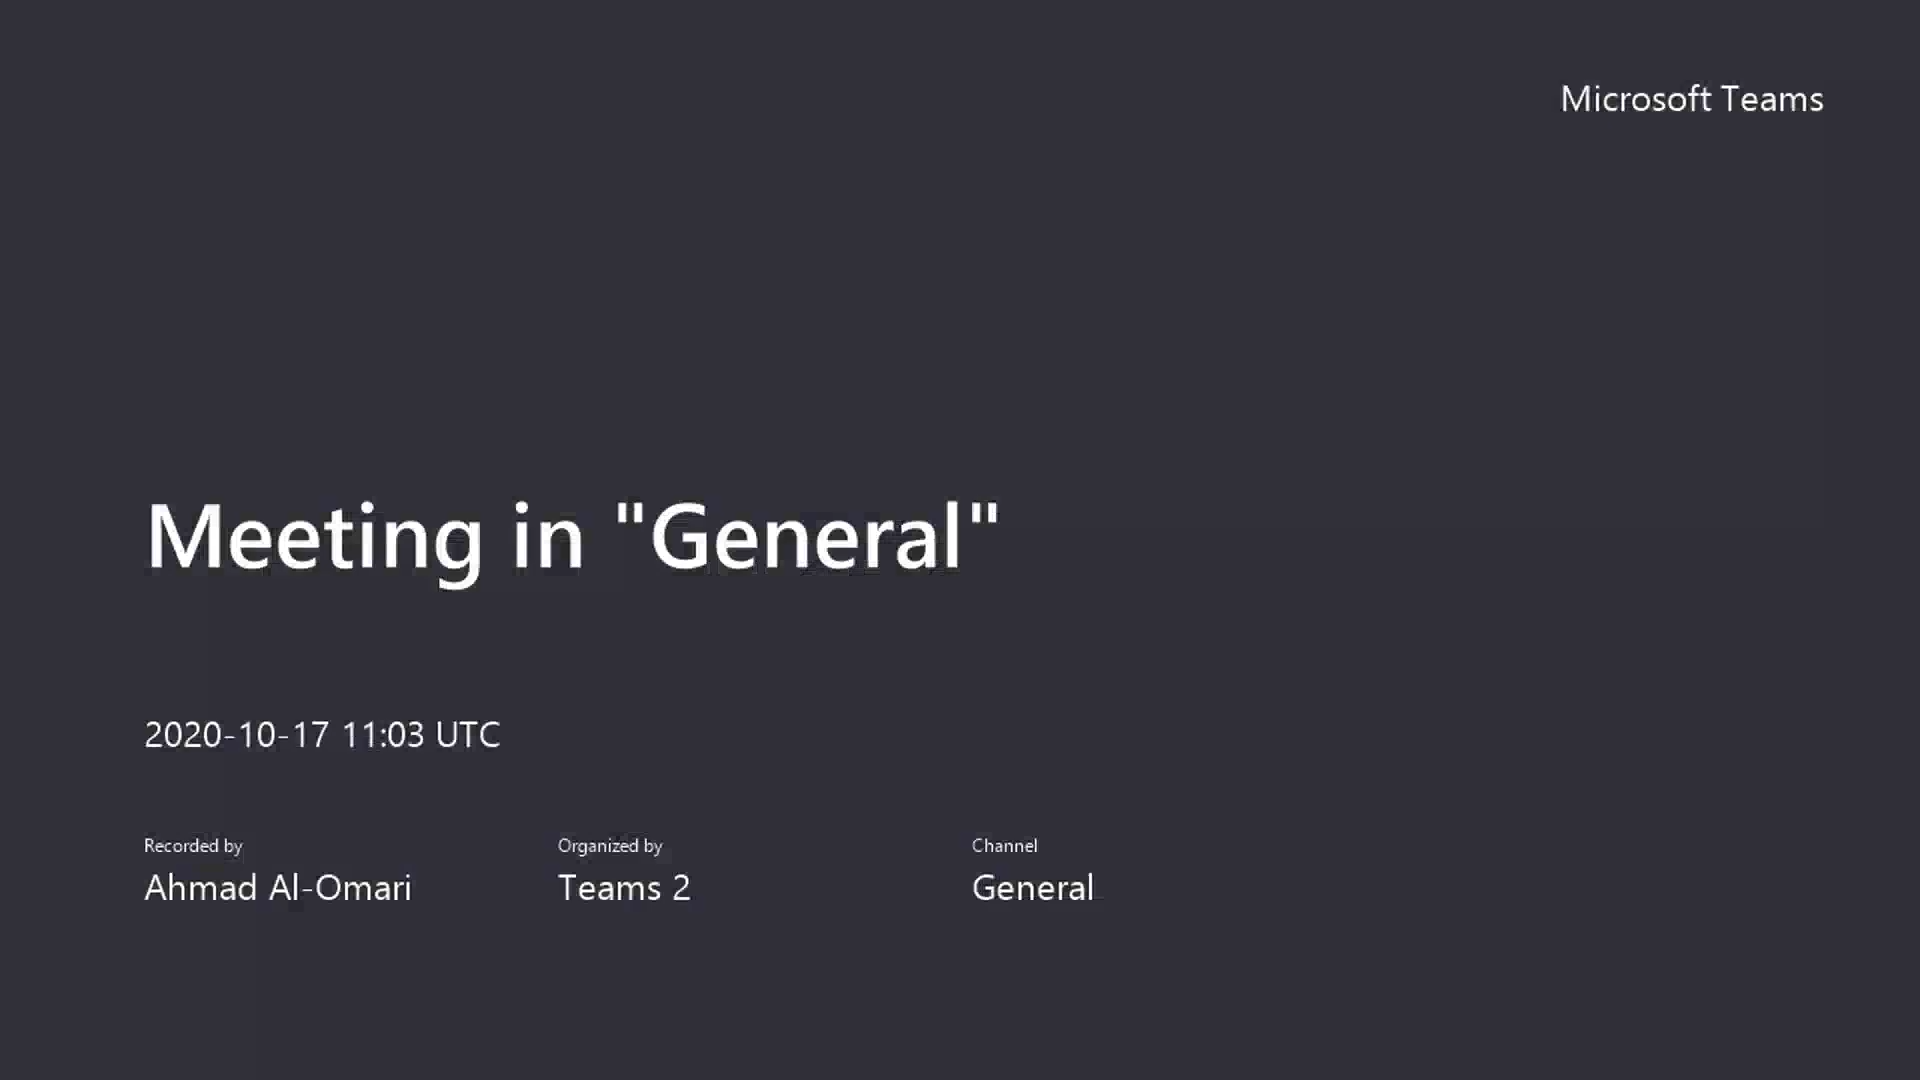 Microsoft Teams
Meeting in "General"
2020-10-17 11:03 UTC
Recorded by
Ahmad Al-Omari
Organized by
Teams 2
Channel
General